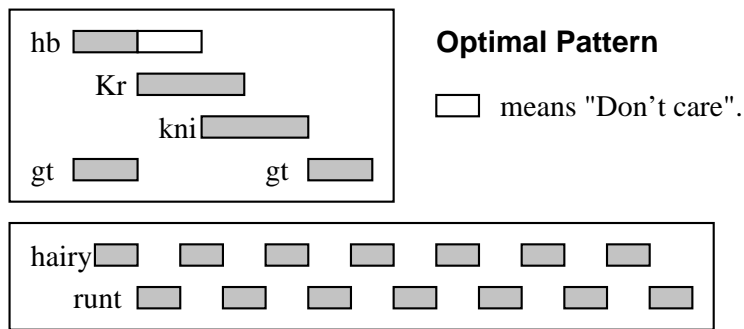 hb
Optimal Pattern
Kr
means "Don't care".
kni
gt gt
hairy
runt